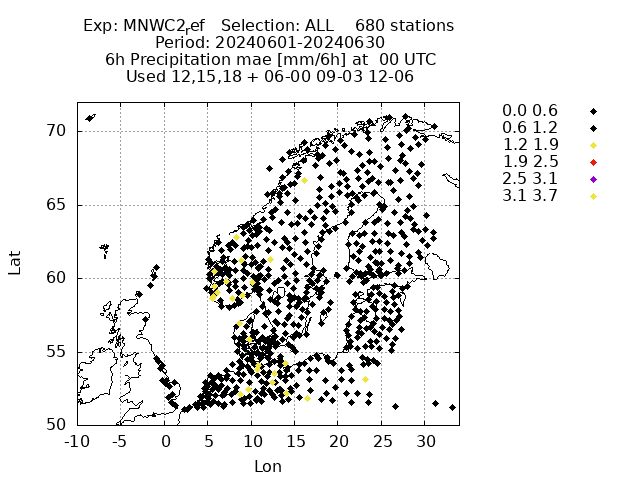 Exp: MNWC2ref   Selection: ALL    680 stations
Period: 20240601-20240630
6h Precipitation mae [mm/6h] at  00 UTC
Used 12,15,18 + 06-00 09-03 12-06
0.0 0.6
0.6 1.2
1.2 1.9
1.9 2.5
2.5 3.1
3.1 3.7
70
65
60
55
50
Lat
-10 -5 0 5 10 15 20 25 30
Lon